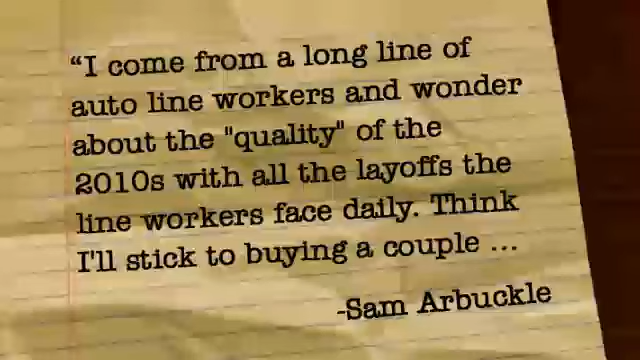 “I come from a long line of
auto line workers and wonder
about the "quality" of the
2010s with all the layoffs the
line workers face daily. Think
I'll stick to buying a couple ...
-Sam Arbuckle